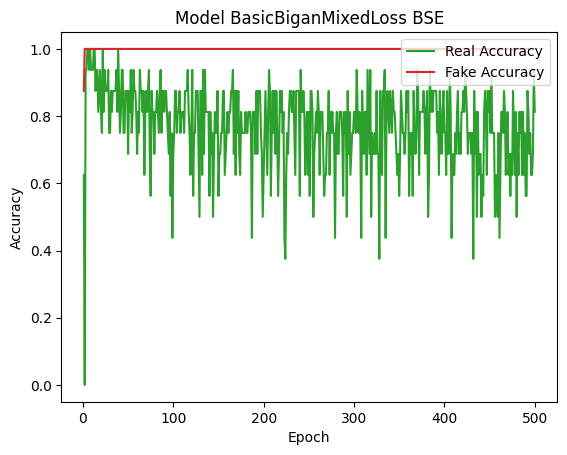 Model BasicBiganMixedLoss BSE
Real Accuracy
Fake Accuracy
Accuracy
1.0
0.8
0.6
0.4
0.2
0.0
0
100
200
300
400
500
Epoch